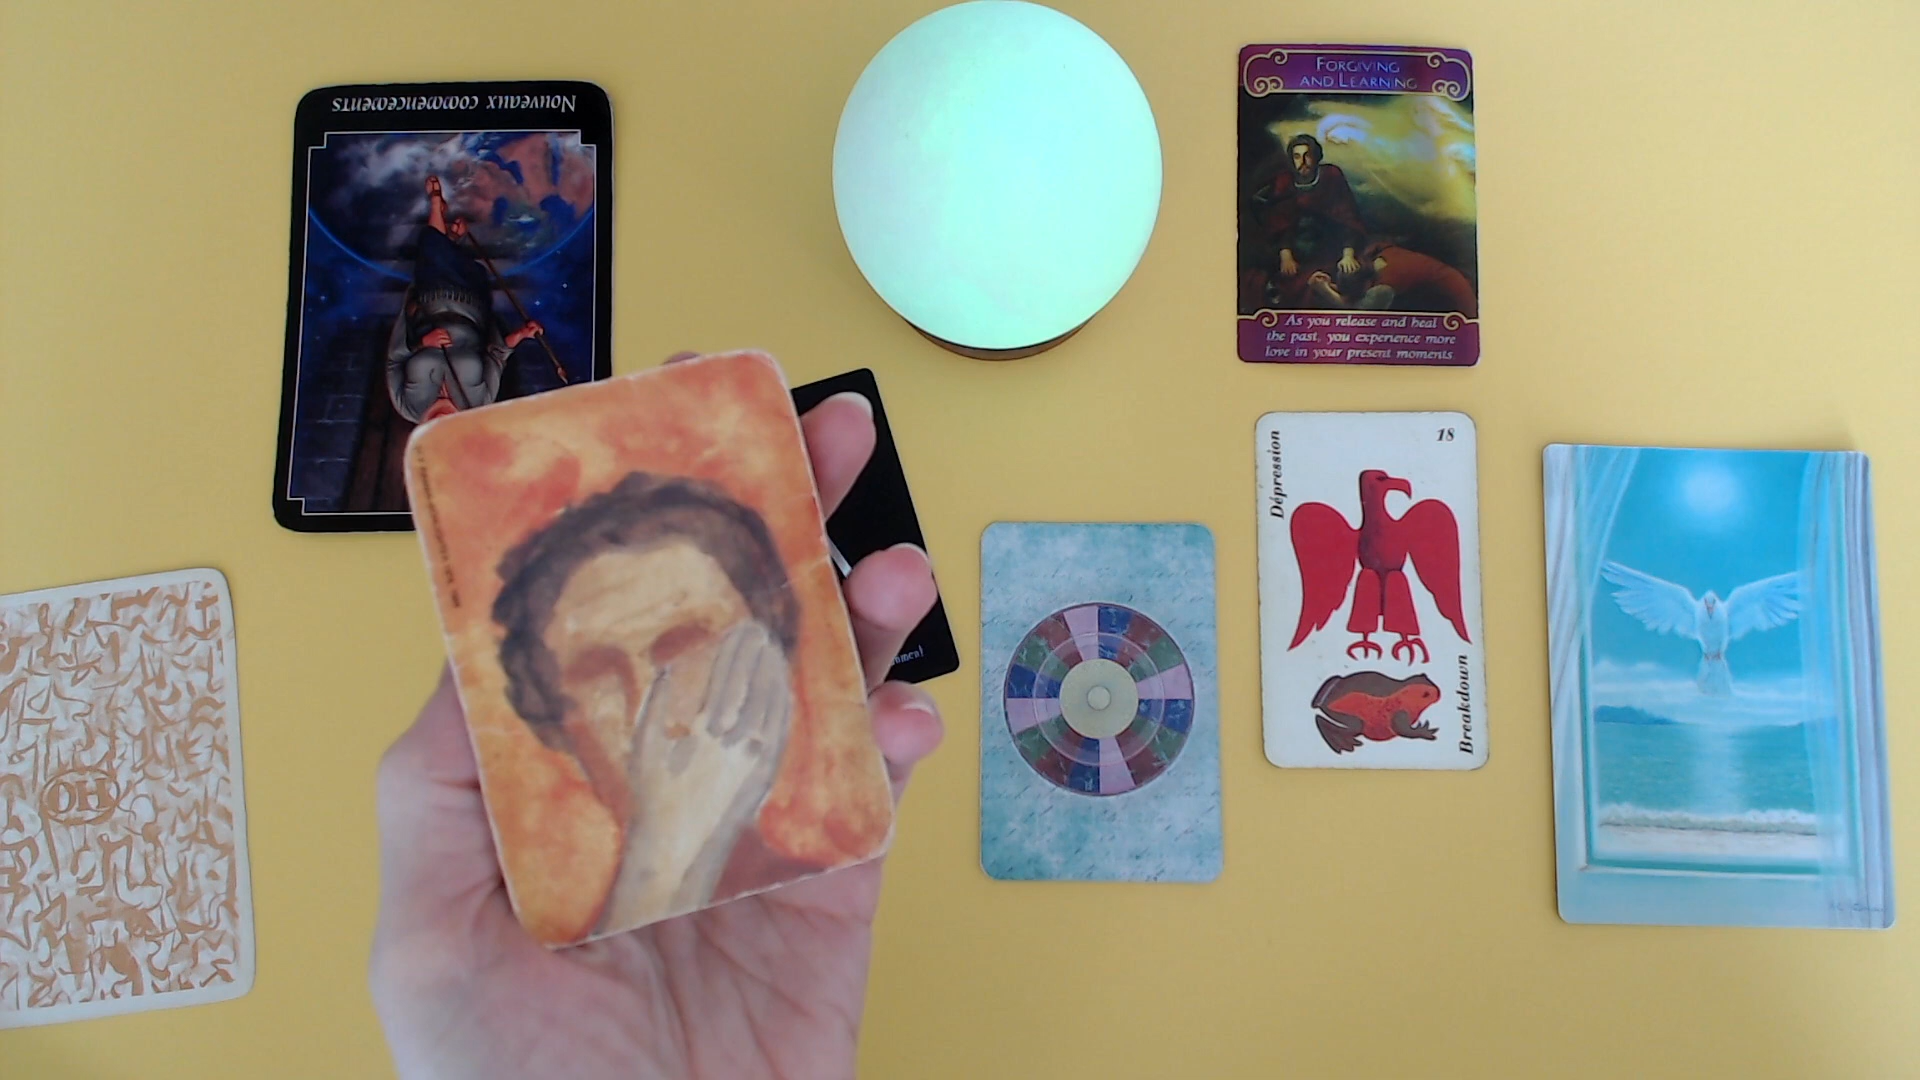 Nouveaux commencements
FORGIVING
AND LEARNING
As you release and heal
the past, you experience more
love in your present moments.
18
Dépression
Breakdown
OH